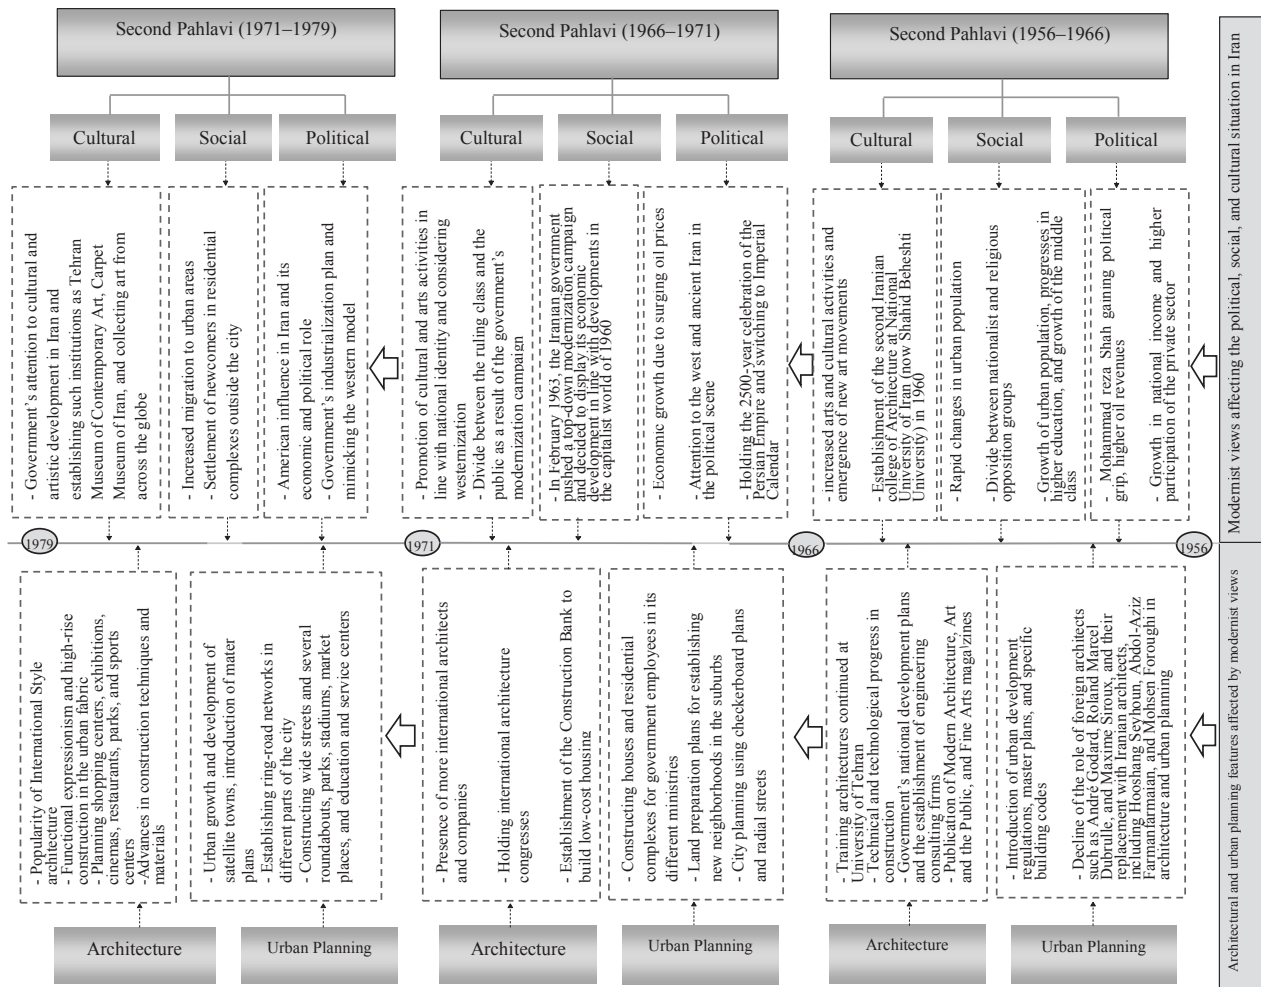 Second Pahlavi (1971–1979)
Cultural
Social
Political
- Government's attention to cultural and
artistic development in Iran and
establishing such institutions as Tehran
Museum of Contemporary Art, Carpet
Museum of Iran, and collecting art from
across the globe
- Increased migration to urban areas
- Settlement of newcomers in residential
complexes outside the city
- American influence in Iran and its
economic and political role
- Government's industrialization plan and
mimicking the western model
Second Pahlavi (1966–1971)
Cultural
Social
Political
- Promotion of cultural and arts activities in
line with national identity and considering
westernization
- Divide between the ruling class and the
public as a result of the government's
modernization campaign
- In February 1963, the Iranian government
pushed a top-down modernization campaign
and decided to display its economic
development in line with developments in
the capitalist world of 1960
- Economic growth due to surging oil prices
- Attention to the west and ancient Iran in
the political scene
- Holding the 2500-year celebration of the
Persian Empire and switching to Imperial
Calendar
Second Pahlavi (1956–1966)
Cultural
Social
Political
- increased arts and cultural activities and
emergence of new art movements
- Establishment of the second Iranian
college of Architecture at National
University of Iran (now Shahid Beheshti
University) in 1960
- Rapid changes in urban population
- Divide between nationalist and religious
opposition groups
- Growth of urban population, progresses in
higher education, and growth of the middle
class
- Mohammad reza Shah gaining political
grip, higher oil revenues
- Growth in national income and higher
participation of the private sector
Modernist views affecting the political, social, and cultural situation in Iran
1979
1971
1966
1956
- Popularity of International Style
architecture
- Functional expressionism and high-rise
construction in the urban fabric
- Planning shopping centers, exhibitions,
cinemas, restaurants, parks, and sports
centers
- Advances in construction techniques and
materials
Architecture
- Urban growth and development of
satellite towns, introduction of mater
plans
- Establishing ring-road networks in
different parts of the city
- Constructing wide streets and several
roundabouts, parks, stadiums, market
places, and education and service centers
Urban Planning
- Presence of more international architects
and companies
- Holding international architecture
congresses
- Establishment of the Construction Bank to
build low-cost housing
Architecture
- Constructing houses and residential
complexes for government employees in its
different ministries
- Land preparation plans for establishing
new neighborhoods in the suburbs
- City planning using checkerboard plans
and radial streets
Urban Planning
- Training architectures continued at
University of Tehran
- Technical and technological progress in
construction
- Government's national development plans
and the establishment of engineering
consulting firms
- Publication of Modern Architecture, Art
and the Public, and Fine Arts maga\zines
Architecture
- Introduction of urban development
regulations, master plans, and specific
building codes
- Decline of the role of foreign architects
such as André Godard, Roland Marcel
Dubrulle, and Maxime Siroux, and their
replacement with Iranian architects,
including Hooshang Seyhoun, Abdol-Aziz
Farmanfarmaian, and Mohsen Foroughi in
architecture and urban planning
Urban Planning
Architectural and urban planning features affected by modernist views